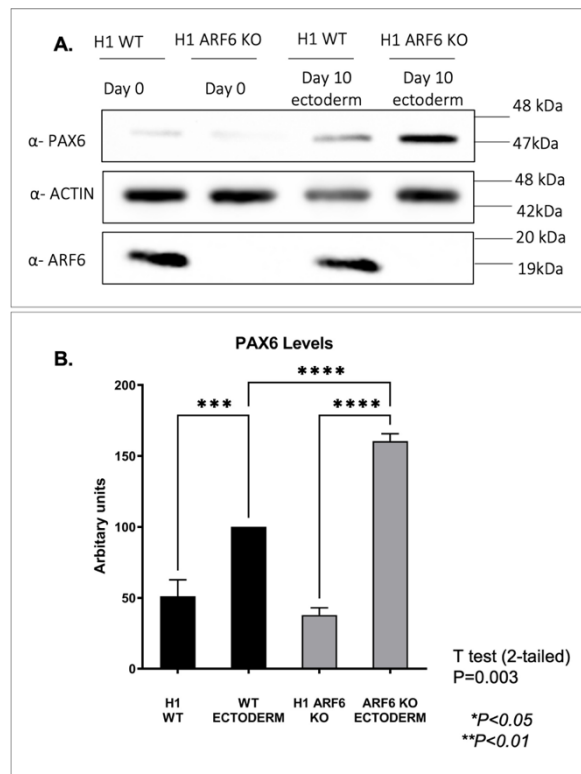 A.
H1 WT H1 ARF6 KO H1 WT H1 ARF6 KO
Day 0 Day 0 Day 10 ectoderm Day 10 ectoderm
48 kDa
α- PAX6
47kDa
48 kDa
α- ACTIN
42kDa
20 kDa
α- ARF6
19kDa
B.
PAX6 Levels
**** 
*** ****
200
150
100
50
0
Arbitary units
H1 WT
WT ECTODERM
H1 ARF6 KO
ARF6 KO ECTODERM
T test (2-tailed)
P=0.003
*P<0.05
**P<0.01